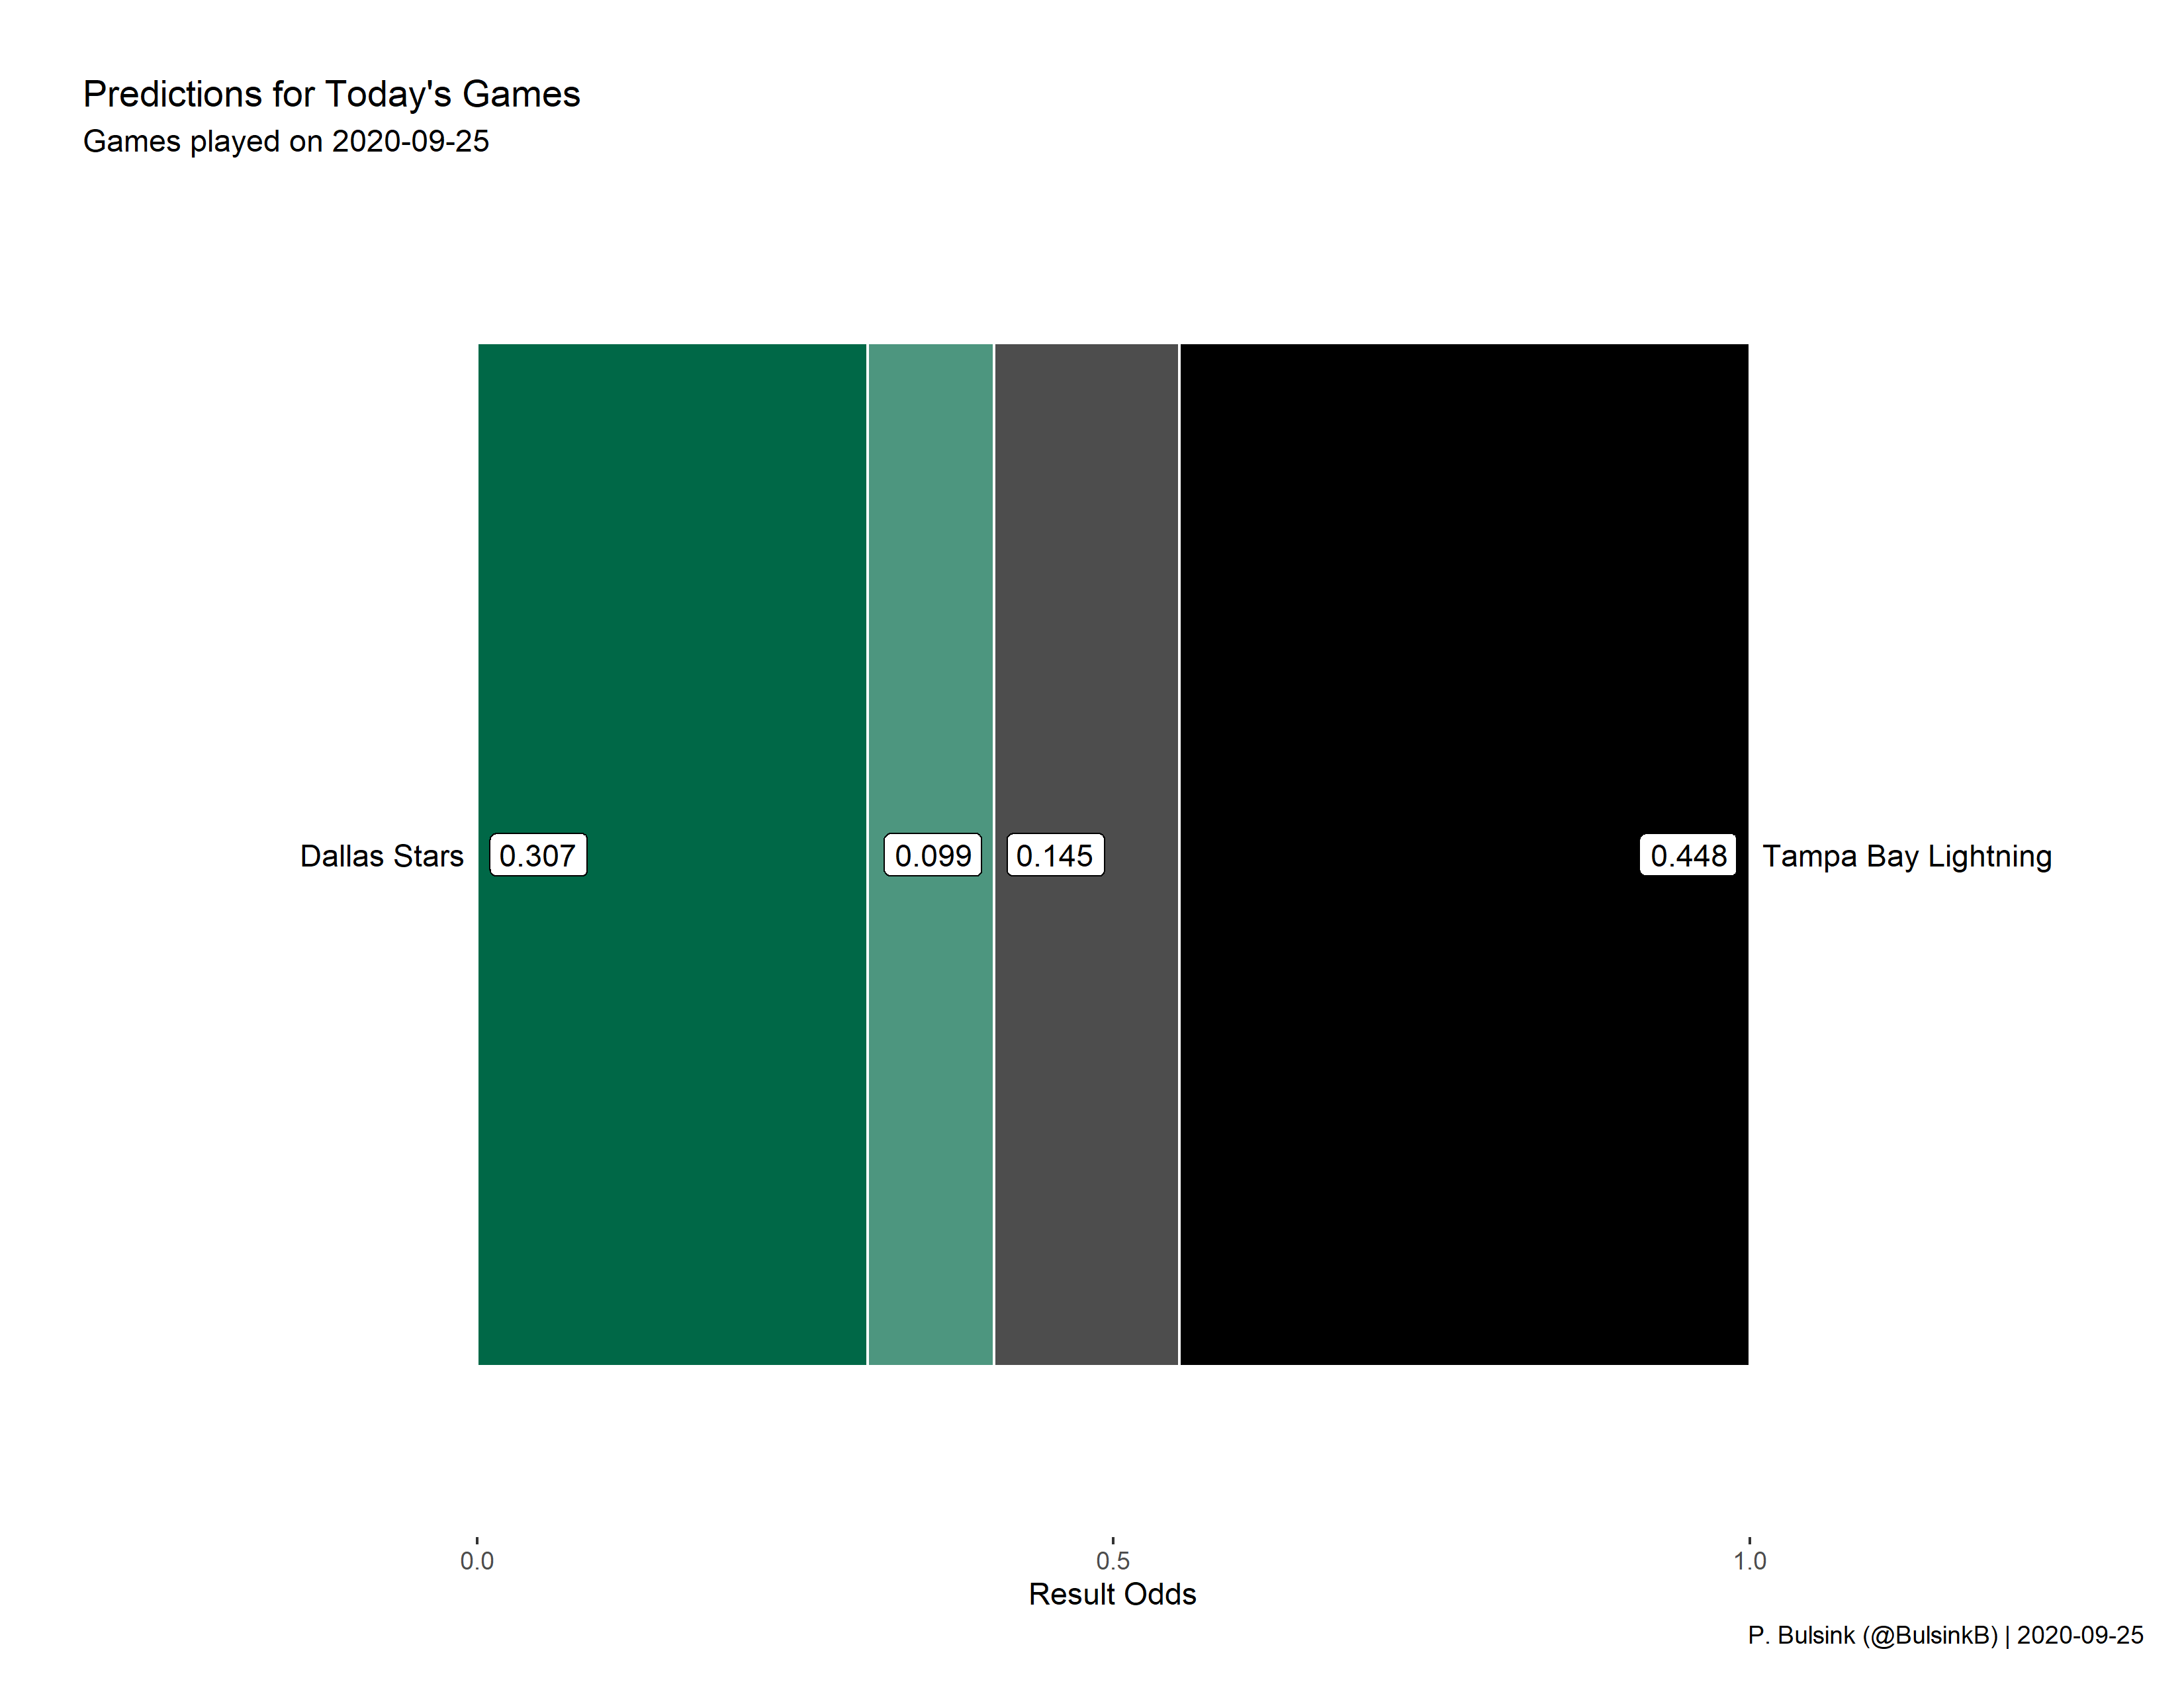 Predictions for Today's Games
Games played on 2020-09-25
Dallas Stars 0.307 0.099 0.145 0.448 Tampa Bay Lightning
0.0 0.5 1.0
Result Odds
P. Bulsink (@BulsinkB) | 2020-09-25